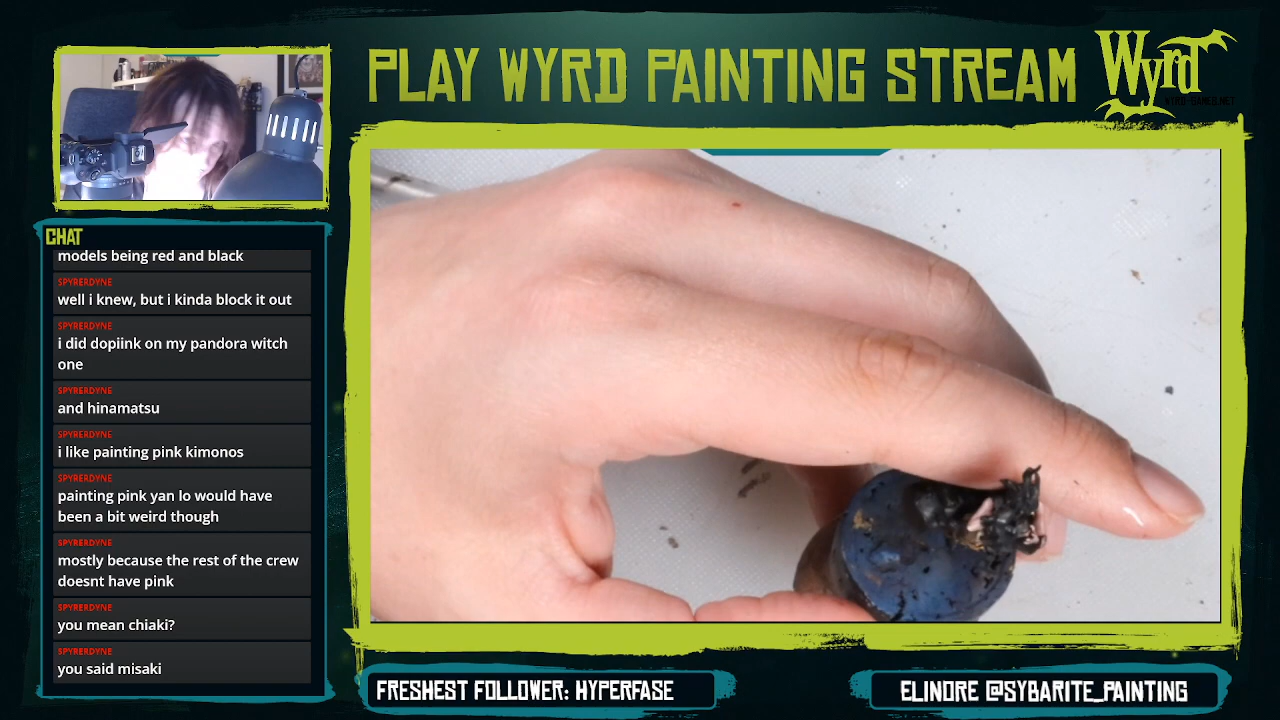 PLAY WYRD PAINTING STREAM
Wyrd
WYRD-GAMES.NET
CHAT
models being red and black
SPYRERDYNE
well i knew, but i kinda block it out
SPYRERDYNE
i did dopiink on my pandora witch
one
SPYRERDYNE
and hinamatsu
SPYRERDYNE
i like painting pink kimonos
SPYRERDYNE
painting pink yan lo would have
been a bit weird though
SPYRERDYNE
mostly because the rest of the crew
doesnt have pink
SPYRERDYNE
you mean chiaki?
SPYRERDYNE
you said misaki
FRESHEST FOLLOWER: HYPERFASE
ELINORE @SYBARITE_PAINTING